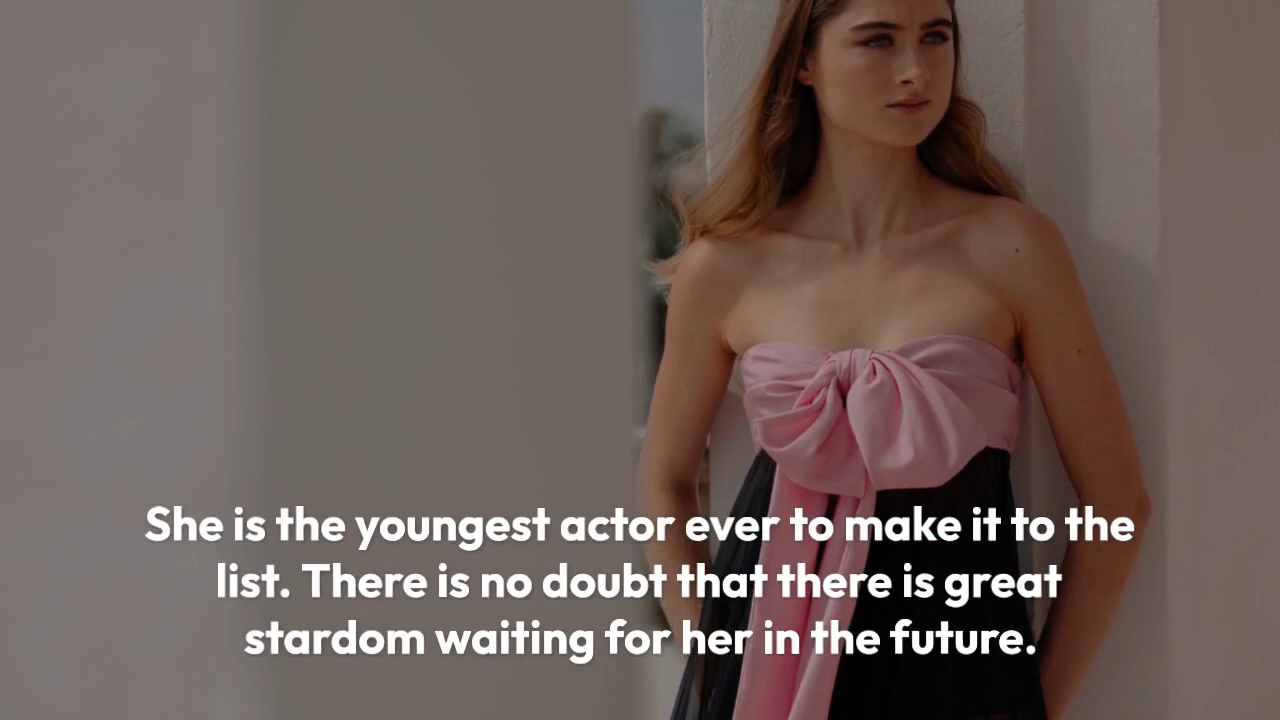 She is the youngest actor ever to make it to the
list. There is no doubt that there is great
stardom waiting for her in the future.